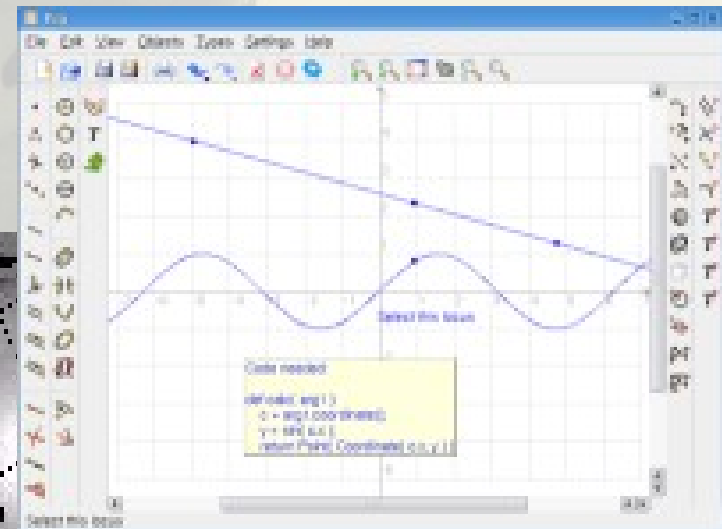 Kig
File Edit View Objects Types Settings Help
T
Select this locus
Code needed:
def calc( arg1 ):
c = arg1.coordinate()
y = sin( c.x )
return Point( Coordinate( c.x, y ) )
Select this locus